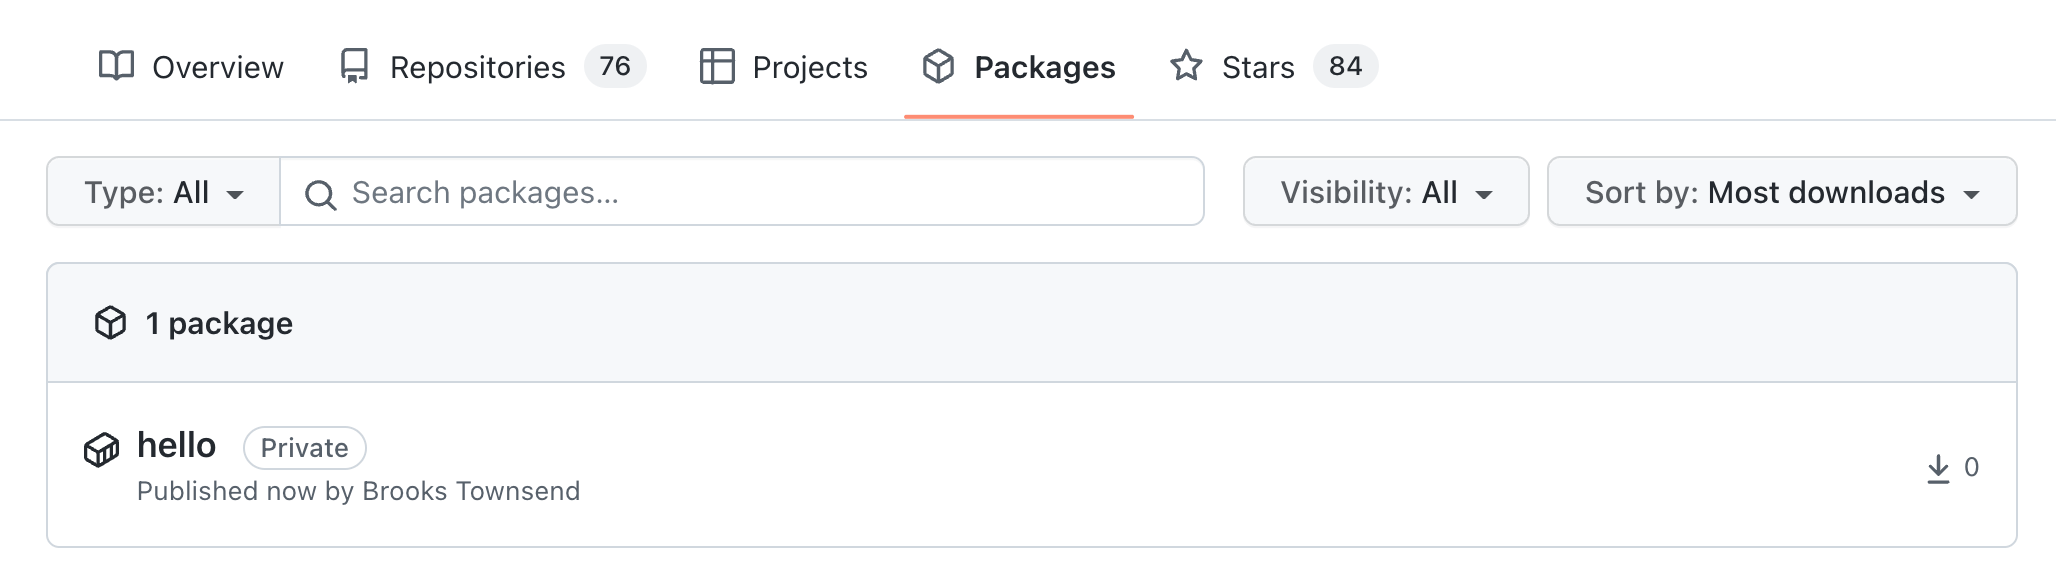 Overview Repositories 76 Projects Packages Stars 84
Type: All Search packages... Visibility: All Sort by: Most downloads
1 package
hello Private
Published now by Brooks Townsend
0